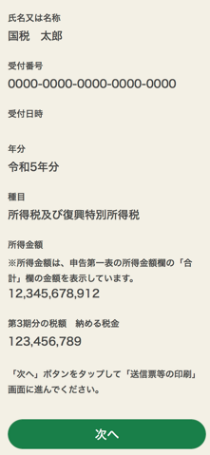 氏名又は名称
国税　太郎
受付番号
0000-0000-0000-0000-0000
受付日時
年分
令和5年分
種目
所得税及び復興特別所得税
所得金額
※所得金額は、申告第一表の所得金額欄の「合
計」欄の金額を表示しています。
12,345,678,912
第3期分の税額　納める税金
123,456,789
「次へ」ボタンをタップして「送信票等の印刷」
画面に進んでください。
次へ